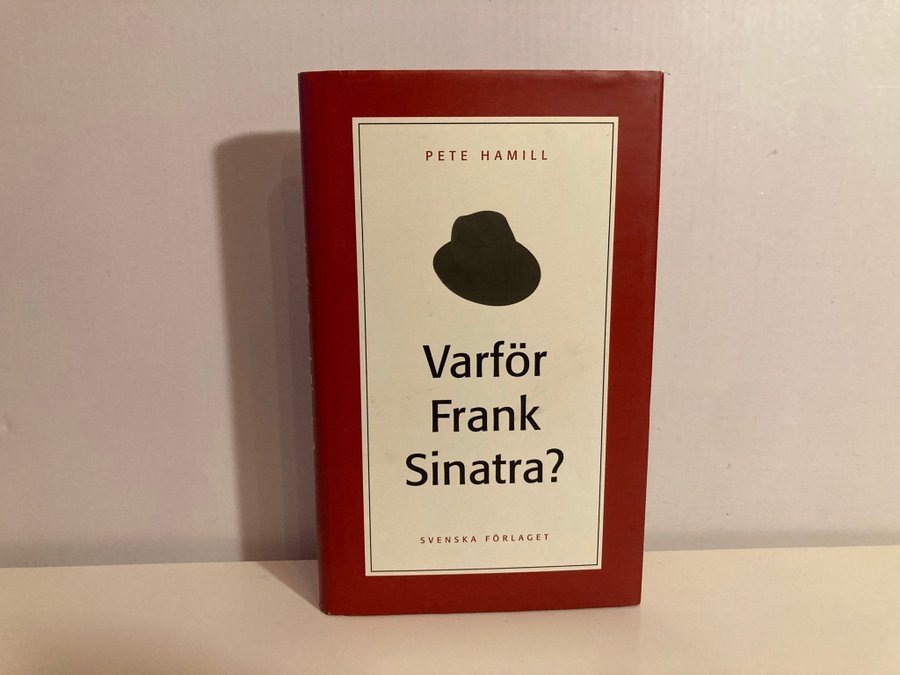 PETE HAMILL
Varför
Frank
Sinatra?
SVENSKA FÖRLAGET